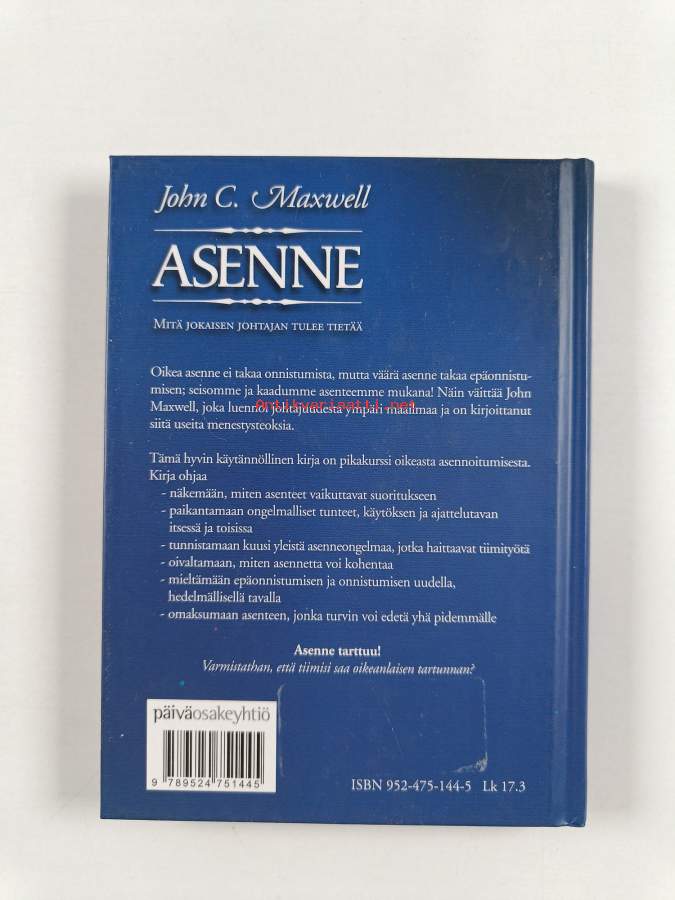 John C. Maxwell
ASENNE
MITÄ JOKAISEN JOHTAJAN TULEE TIETÄÄ
Oikea asenne ei takaa onnistumista, mutta väärä asenne takaa epäonnistu-
misen; seisomme ja kaadumme asenteemme mukana! Näin väittää John
Maxwell, joka luennoi johtajuudesta ympäri maailmaa ja on kirjoittanut
Antikvariaatti.net
siitä useita menestysteoksia.
Tämä hyvin käytännöllinen kirja on pikakurssi oikeasta asennoitumisesta.
Kirja ohjaa
- näkemään, miten asenteet vaikuttavat suoritukseen
- paikantamaan ongelmalliset tunteet, käytöksen ja ajattelutavan
itsessä ja toisissa
- tunnistamaan kuusi yleistä asenneongelmaa, jotka haittaavat tiimityötä
- oivaltamaan, miten asennetta voi kohentaa
- mieltämään epäonnistumisen ja onnistumisen uudella,
hedelmällisellä tavalla
- omaksumaan asenteen, jonka turvin voi edetä yhä pidemmälle
Asenne tarttuu!
Varmistathan, että tiimisi saa oikeanlaisen tartunnan?
päiväosakeyhtiö
9 789524 751445
ISBN 952-475-144-5 Lk 17.3